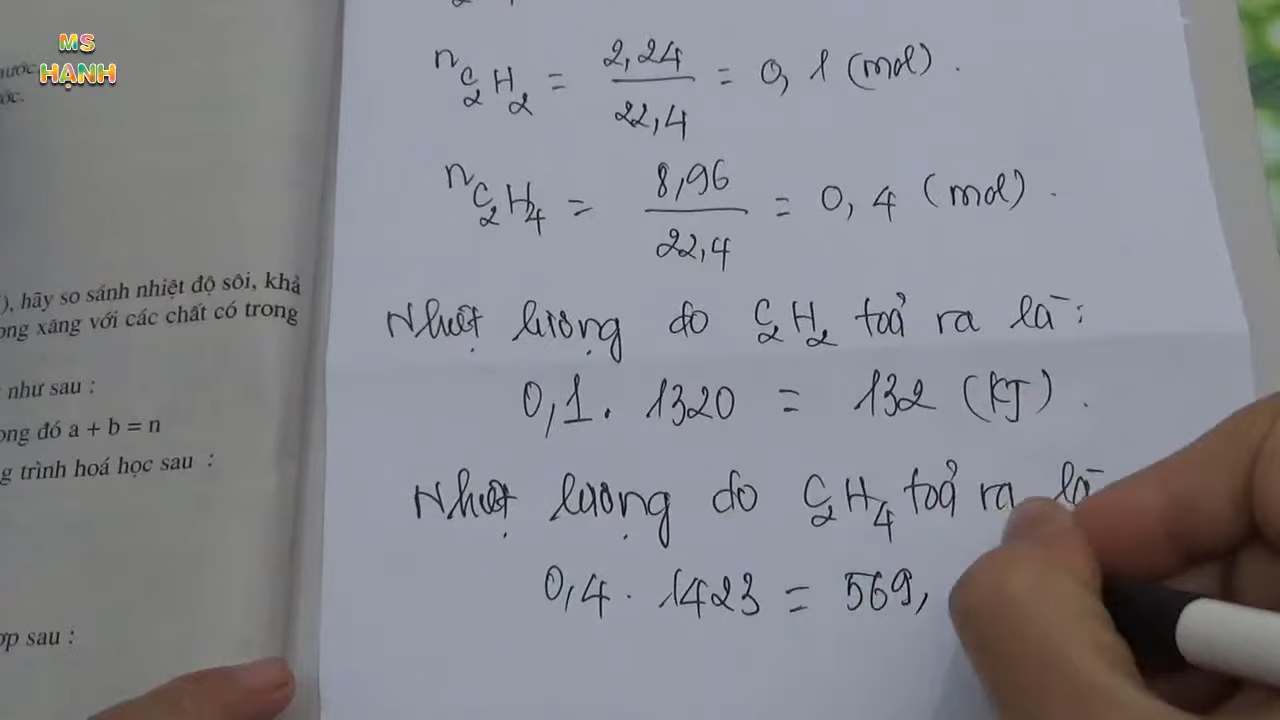 MS
HẠNH
nước
ớc.
), hãy so sánh nhiệt độ sôi, khả
ong xăng với các chất có trong
như sau :
ong đó a + b = n
g trình hoá học sau :
ợp sau :
n C2H2 = 2,24 / 22,4 = 0,1 (mol).
n C2H4 = 8,96 / 22,4 = 0,4 (mol).
Nhiệt lượng do C2H2 toả ra là:
0,1 . 1320 = 132 (KJ).
Nhiệt lượng do C2H4 toả ra là
0,4 . 1423 = 569,